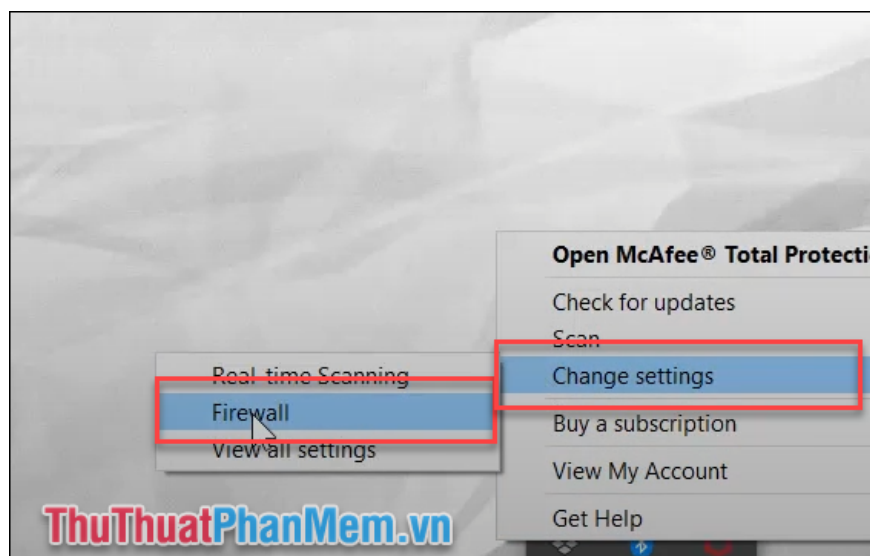 Open McAfee® Total Protecti
Check for updates
Scan
Change settings
Buy a subscription
View My Account
Get Help
Real-time Scanning
Firewall
View all settings
ThuThuatPhanMem.vn